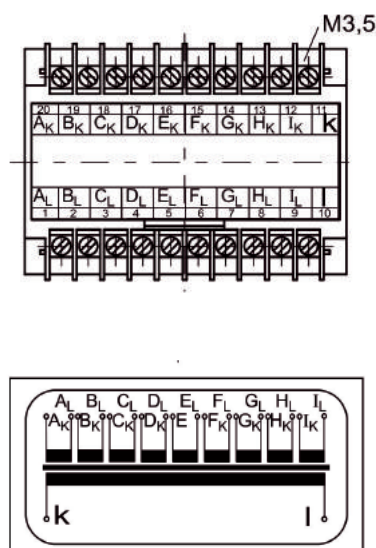 M3,5
20 19 18 17 16 15 14 13 12 11
AK BK CK DK EK FK GK HK IK k
AL BL CL DL EL FL GL HL IL l
1 2 3 4 5 6 7 8 9 10
AL BL CL DL EL FL GL HL IL
AK BK CK DK E FK GK HK IK
k l